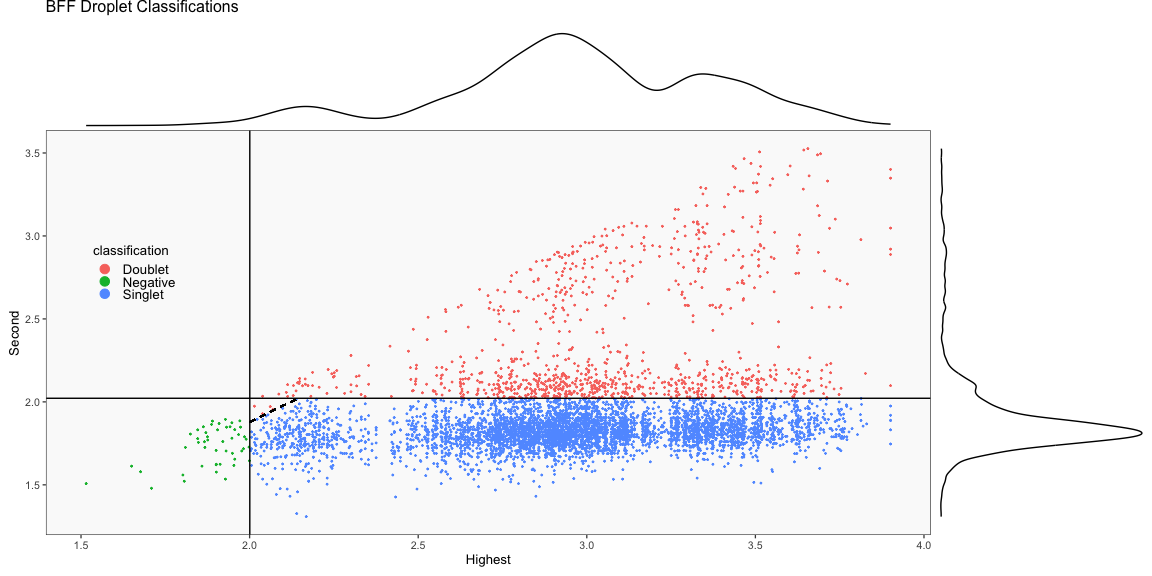 BFF Droplet Classifications
3.5
3.0
2.5
2.0
1.5
Second
classification
Doublet
Negative
Singlet
1.5 2.0 2.5 3.0 3.5 4.0
Highest